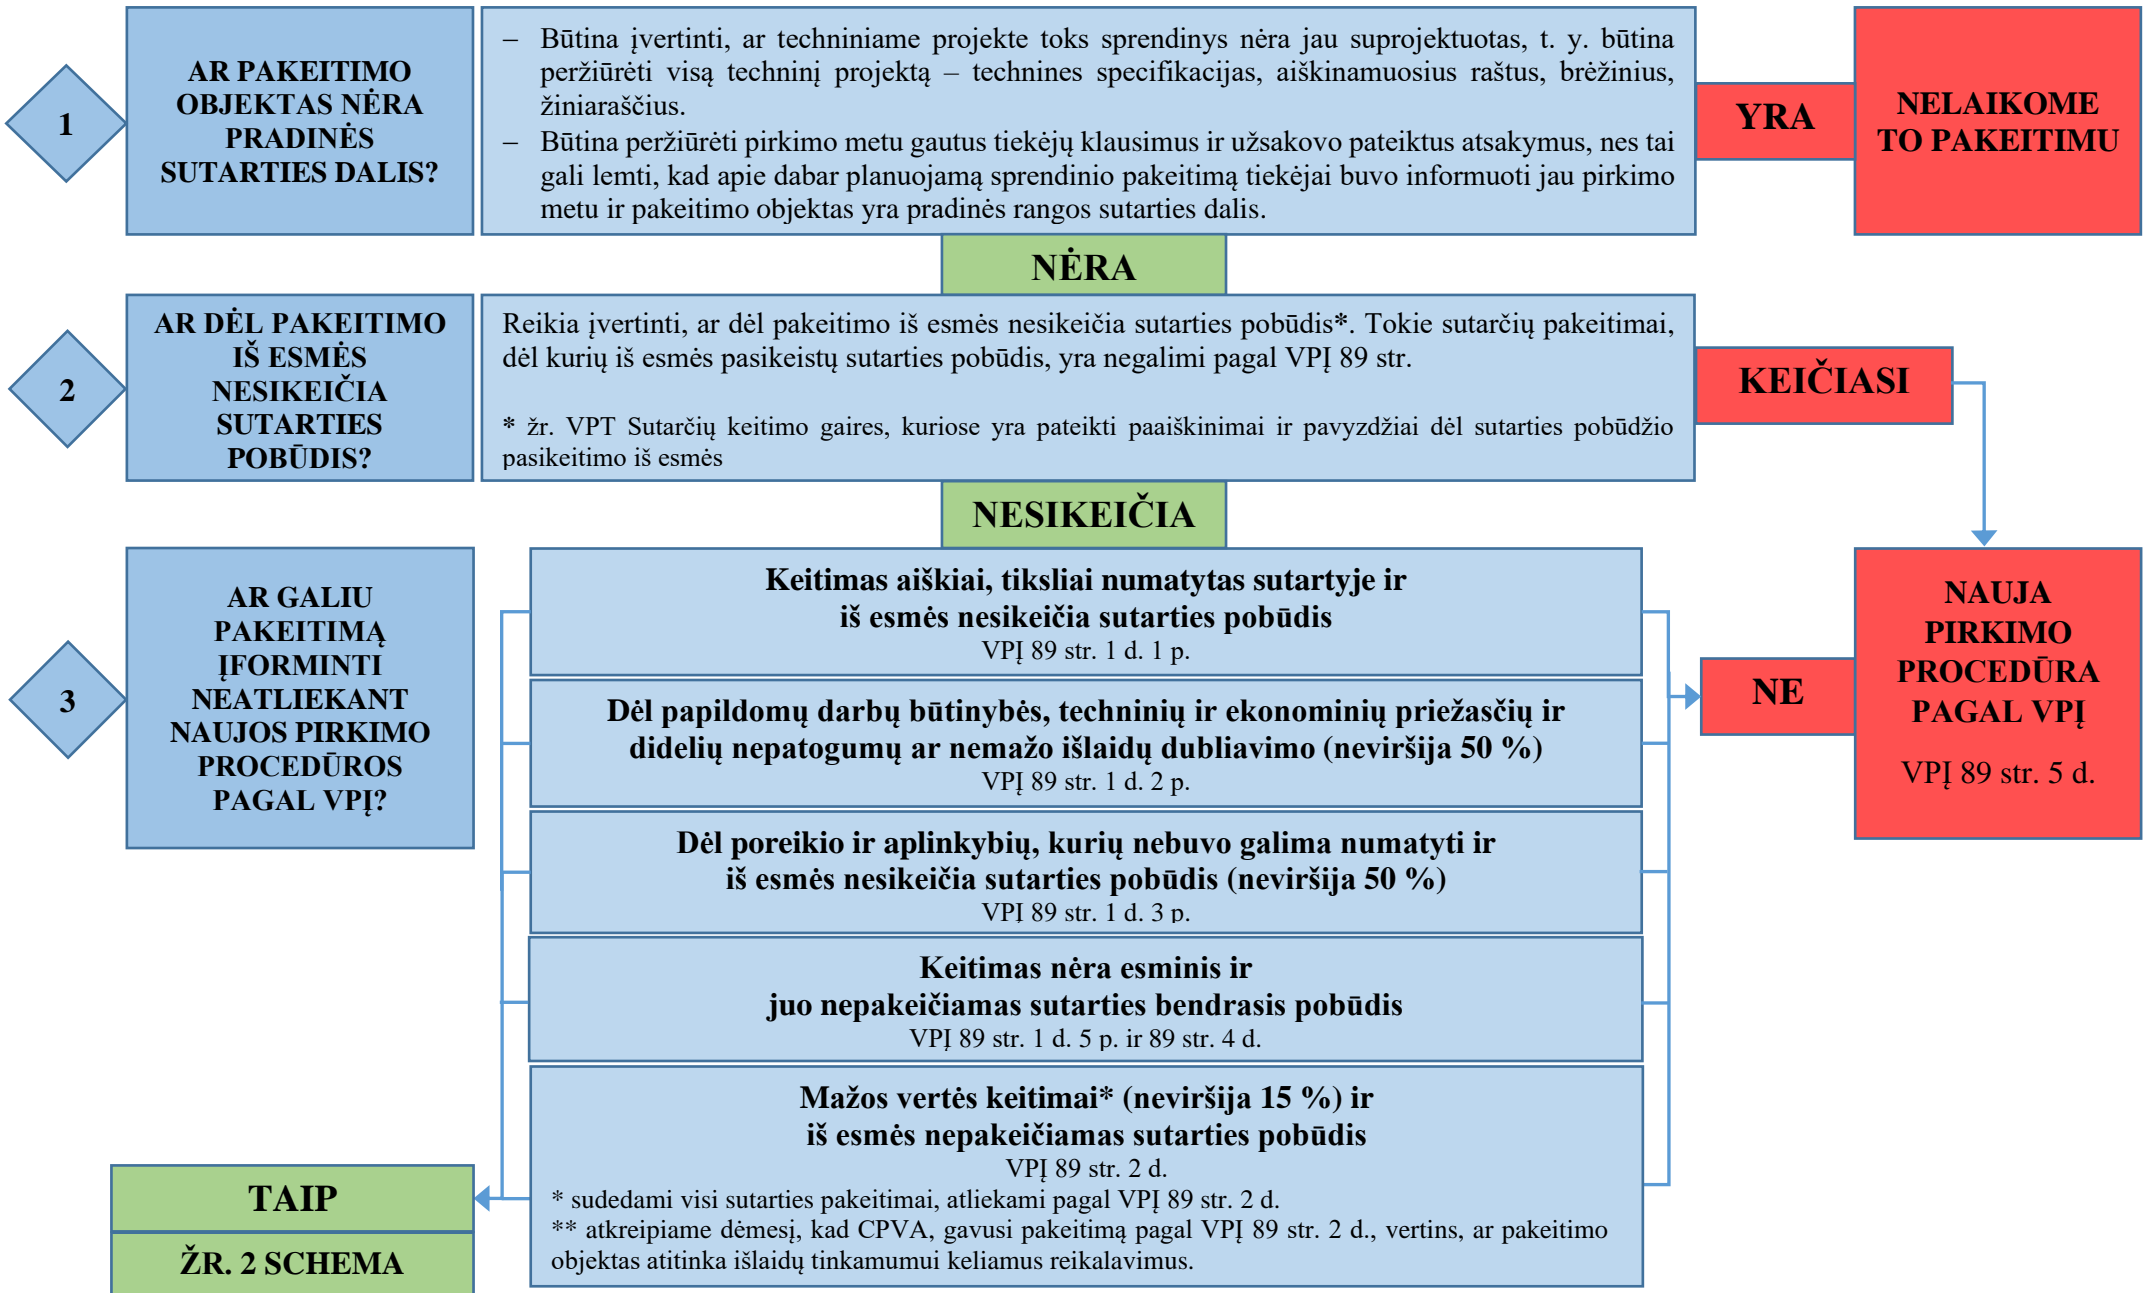 1
AR PAKEITIMO
OBJEKTAS NĖRA
PRADINĖS
SUTARTIES DALIS?
– Būtina įvertinti, ar techniniame projekte toks sprendinys nėra jau suprojektuotas, t. y. būtina
peržiūrėti visą techninį projektą – technines specifikacijas, aiškinamuosius raštus, brėžinius,
žiniaraščius.
– Būtina peržiūrėti pirkimo metu gautus tiekėjų klausimus ir užsakovo pateiktus atsakymus, nes tai
gali lemti, kad apie dabar planuojamą sprendinio pakeitimą tiekėjai buvo informuoti jau pirkimo
metu ir pakeitimo objektas yra pradinės rangos sutarties dalis.
YRA
NELAIKOME
TO PAKEITIMU
NĖRA
2
AR DĖL PAKEITIMO
IŠ ESMĖS
NESIKEIČIA
SUTARTIES
POBŪDIS?
Reikia įvertinti, ar dėl pakeitimo iš esmės nesikeičia sutarties pobūdis*. Tokie sutarčių pakeitimai,
dėl kurių iš esmės pasikeistų sutarties pobūdis, yra negalimi pagal VPĮ 89 str.
* žr. VPT Sutarčių keitimo gaires, kuriose yra pateikti paaiškinimai ir pavyzdžiai dėl sutarties pobūdžio
pasikeitimo iš esmės
KEIČIASI
NESIKEIČIA
3
AR GALIU
PAKEITIMĄ
ĮFORMINTI
NEATLIEKANT
NAUJOS PIRKIMO
PROCEDŪROS
PAGAL VPĮ?
Keitimas aiškiai, tiksliai numatytas sutartyje ir
iš esmės nesikeičia sutarties pobūdis
VPĮ 89 str. 1 d. 1 p.
Dėl papildomų darbų būtinybės, techninių ir ekonominių priežasčių ir
didelių nepatogumų ar nemažo išlaidų dubliavimo (neviršija 50 %)
VPĮ 89 str. 1 d. 2 p.
Dėl poreikio ir aplinkybių, kurių nebuvo galima numatyti ir
iš esmės nesikeičia sutarties pobūdis (neviršija 50 %)
VPĮ 89 str. 1 d. 3 p.
Keitimas nėra esminis ir
juo nepakeičiamas sutarties bendrasis pobūdis
VPĮ 89 str. 1 d. 5 p. ir 89 str. 4 d.
Mažos vertės keitimai* (neviršija 15 %) ir
iš esmės nepakeičiamas sutarties pobūdis
VPĮ 89 str. 2 d.
* sudedami visi sutarties pakeitimai, atliekami pagal VPĮ 89 str. 2 d.
** atkreipiame dėmesį, kad CPVA, gavusi pakeitimą pagal VPĮ 89 str. 2 d., vertins, ar pakeitimo
objektas atitinka išlaidų tinkamumui keliamus reikalavimus.
NE
NAUJA
PIRKIMO
PROCEDŪRA
PAGAL VPĮ
VPĮ 89 str. 5 d.
TAIP
ŽR. 2 SCHEMA